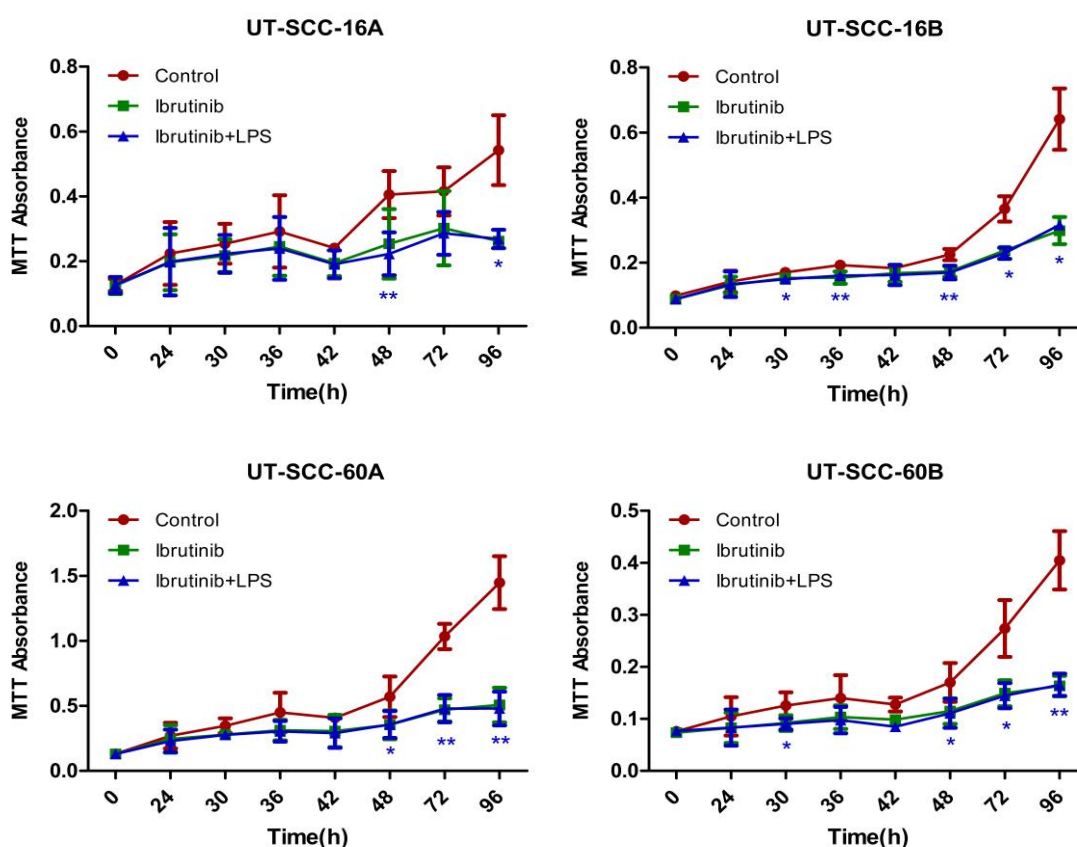 UT-SCC-16A
0.8
0.6
0.4
0.2
0.0
MTT Absorbance
Control
Ibrutinib
Ibrutinib+LPS
**
*
0 24 30 36 42 48 72 96
Time(h)
UT-SCC-16B
0.8
0.6
0.4
0.2
0.0
MTT Absorbance
Control
Ibrutinib
Ibrutinib+LPS
* ** ** * *
0 24 30 36 42 48 72 96
Time(h)
UT-SCC-60A
2.0
1.5
1.0
0.5
0.0
MTT Absorbance
Control
Ibrutinib
Ibrutinib+LPS
* ** **
0 24 30 36 42 48 72 96
Time(h)
UT-SCC-60B
0.5
0.4
0.3
0.2
0.1
0.0
MTT Absorbance
Control
Ibrutinib
Ibrutinib+LPS
* * * **
0 24 30 36 42 48 72 96
Time(h)